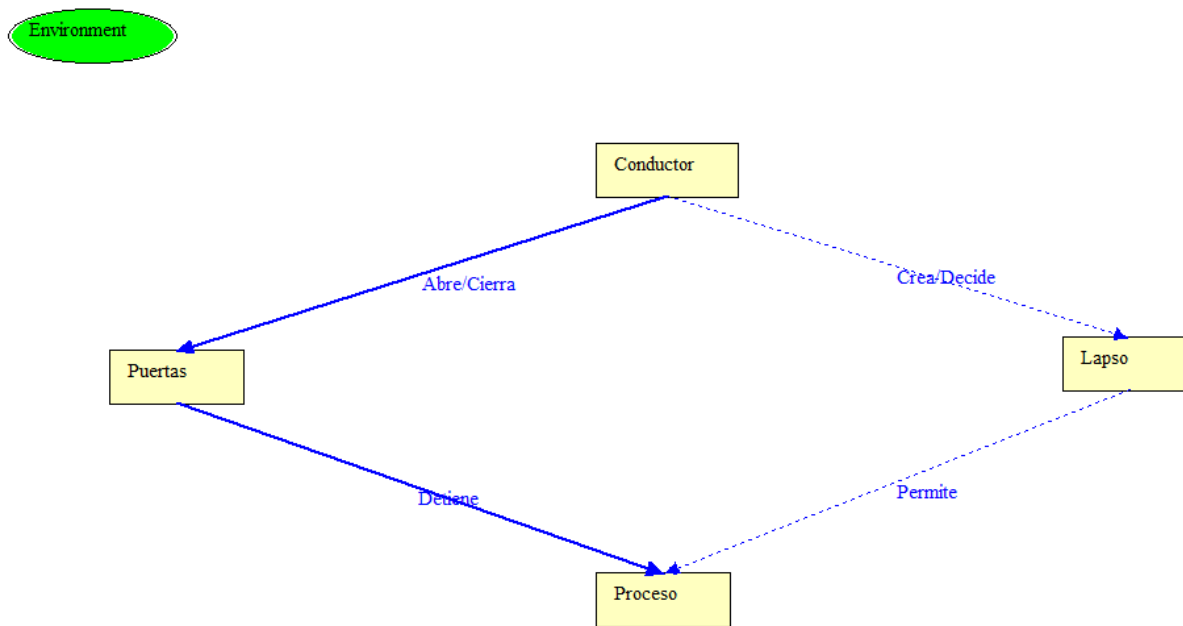 Environment
Conductor
Abre/Cierra
Crea/Decide
Puertas
Lapso
Detiene
Permite
Proceso